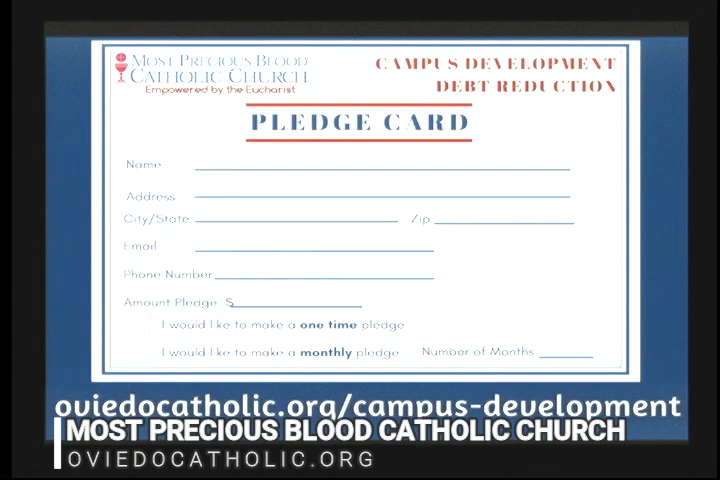 MOST PRECIOUS BLOOD
CATHOLIC CHURCH
Empowered by the Eucharist
CAMPUS DEVELOPMENT
DEBT REDUCTION
PLEDGE CARD
Name
Address
City/State Zip
Email
Phone Number
Amount Pledge $
I would like to make a one time pledge
I would like to make a monthly pledge Number of Months
oviedocatholic.org/campus-development
MOST PRECIOUS BLOOD CATHOLIC CHURCH
OVIEDOCATHOLIC.ORG